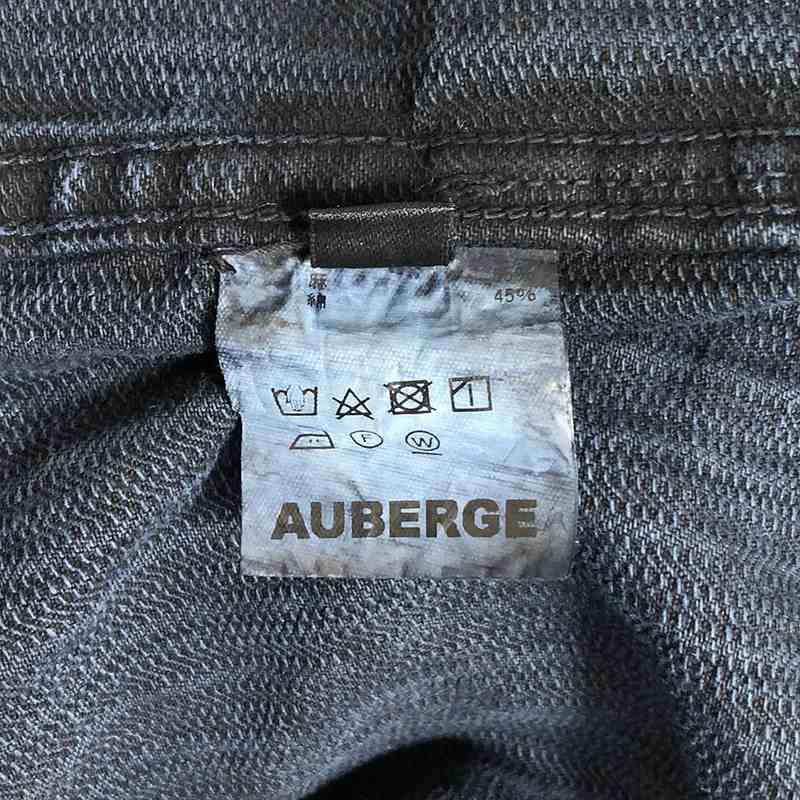 麻
綿 45%
F W
AUBERGE